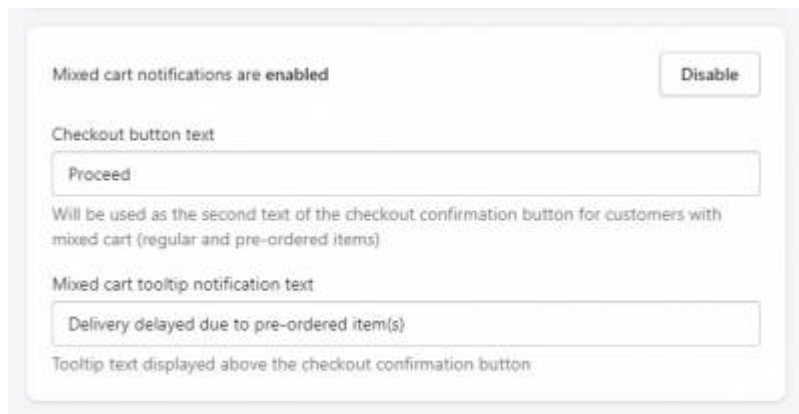 Mixed cart notifications are enabled
Disable
Checkout button text
Proceed
Will be used as the second text of the checkout confirmation button for customers with
mixed cart (regular and pre-ordered items)
Mixed cart tooltip notification text
Delivery delayed due to pre-ordered item(s)
Tooltip text displayed above the checkout confirmation button